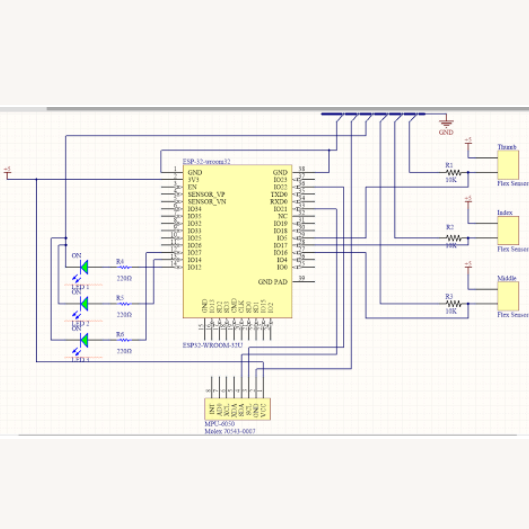 GND
Thumb
+5
R1
10K
Flex Sensor
ESP-32-wroom32
+5
1
GND
38
GND
2
3V3
IO23
EN
IO22
SENSOR_VP
TXD0
SENSOR_VN
RXD0
IO34
IO21
IO35
NC
IO32
IO19
IO33
IO18
IO25
IO5
IO26
IO17
IO27
IO16
IO14
IO4
IO12
IO0
GND PAD
39
+5
Index
R2
10K
Flex Sensor
+5
Middle
R3
10K
Flex Sensor
ON
R4
LED 1
220Ω
ON
R5
LED 2
220Ω
ON
R6
LED 3
220Ω
GND
IO13
SD2
SD3
CMD
CLK
SD0
SD1
IO15
IO2
ESP32-WROOM-32U
INT
AD0
XCL
XDA
SDA
SCL
GND
VCC
MPU-6050
Molex 70543-0007